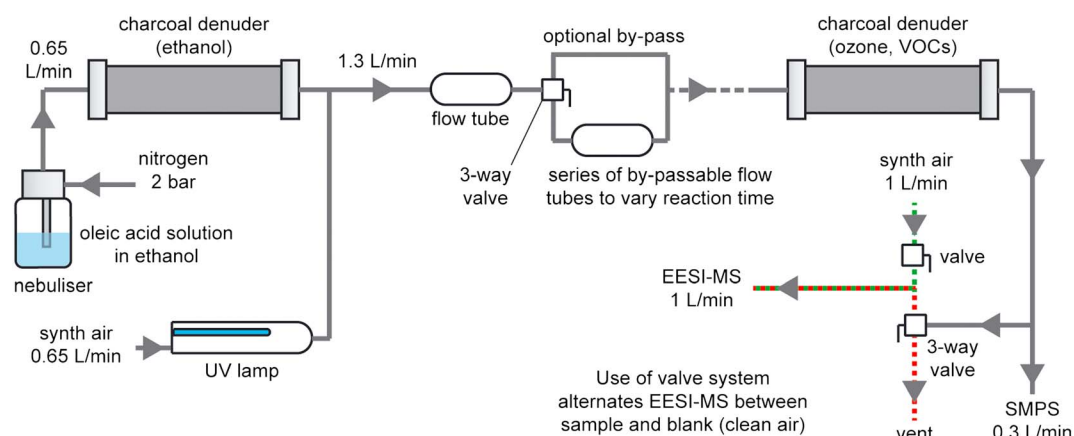 charcoal denuder
(ethanol)
0.65
L/min
1.3 L/min
optional by-pass
charcoal denuder
(ozone, VOCs)
flow tube
nitrogen
2 bar
3-way
valve
series of by-passable flow
tubes to vary reaction time
synth air
1 L/min
oleic acid solution
in ethanol
nebuliser
valve
EESI-MS
1 L/min
synth air
0.65 L/min
UV lamp
3-way
valve
Use of valve system
alternates EESI-MS between
sample and blank (clean air)
vent
SMPS
0.3 L/min